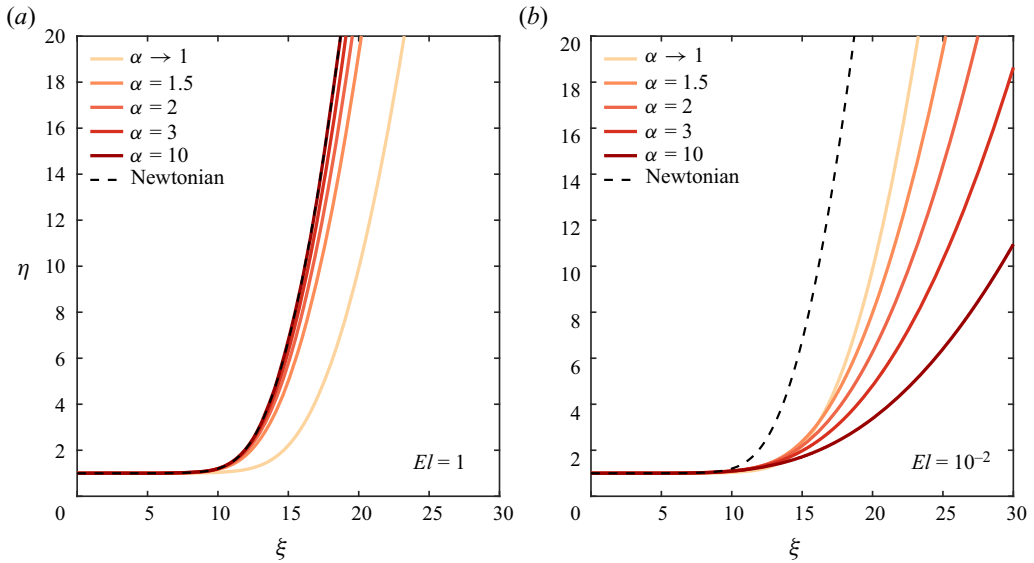 (a)
20
18
16
14
12
10
8
6
4
2
η
α → 1
α = 1.5
α = 2
α = 3
α = 10
Newtonian
El = 1
0
5
10
15
20
25
30
ξ
(b)
20
18
16
14
12
10
8
6
4
2
α → 1
α = 1.5
α = 2
α = 3
α = 10
Newtonian
El = 10⁻²
0
5
10
15
20
25
30
ξ